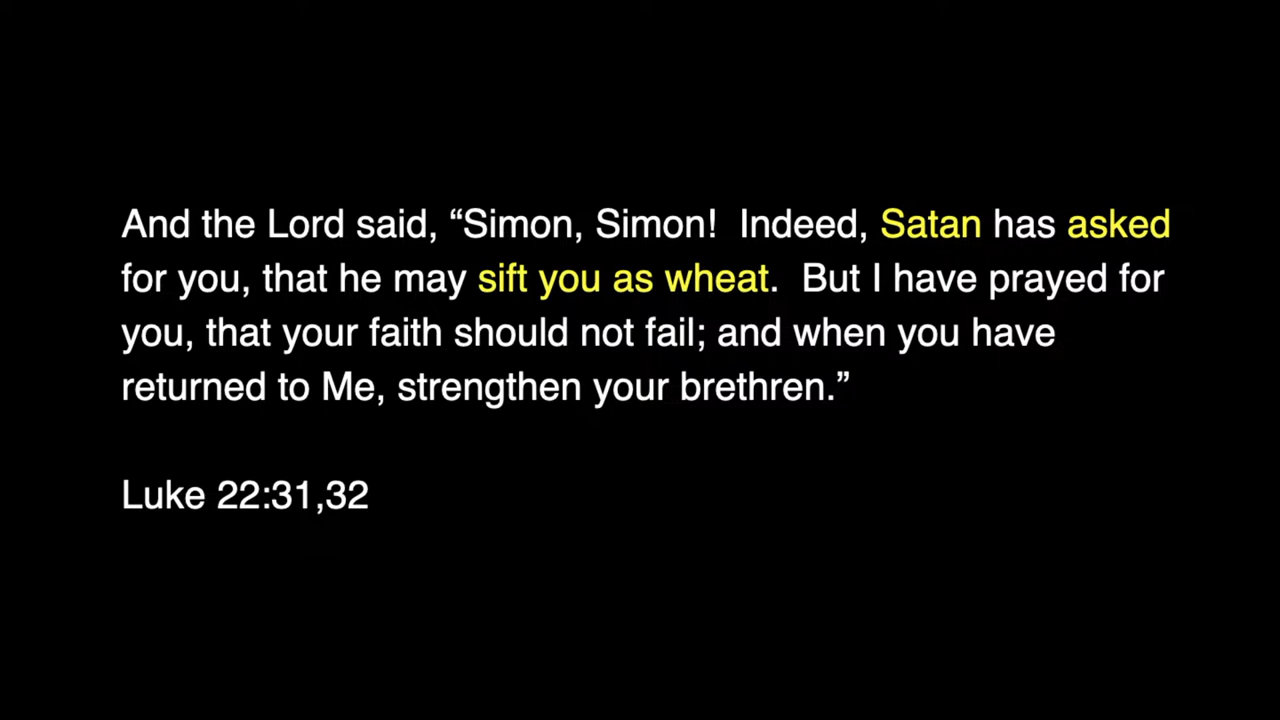 And the Lord said, “Simon, Simon!  Indeed, Satan has asked
for you, that he may sift you as wheat.  But I have prayed for
you, that your faith should not fail; and when you have
returned to Me, strengthen your brethren.”
Luke 22:31,32